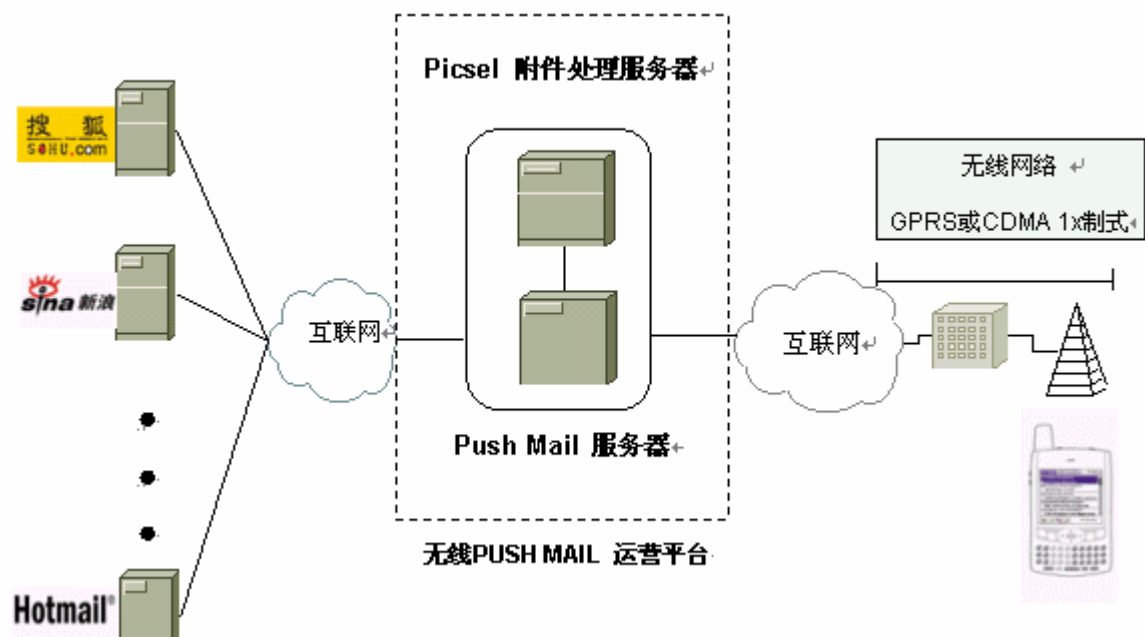 Picsel 附件处理服务器
搜 狐
SOHU.com
无线网络
GPRS或CDMA 1x制式
sina 新浪
互联网
互联网
Push Mail 服务器
无线PUSH MAIL 运营平台
Hotmail®